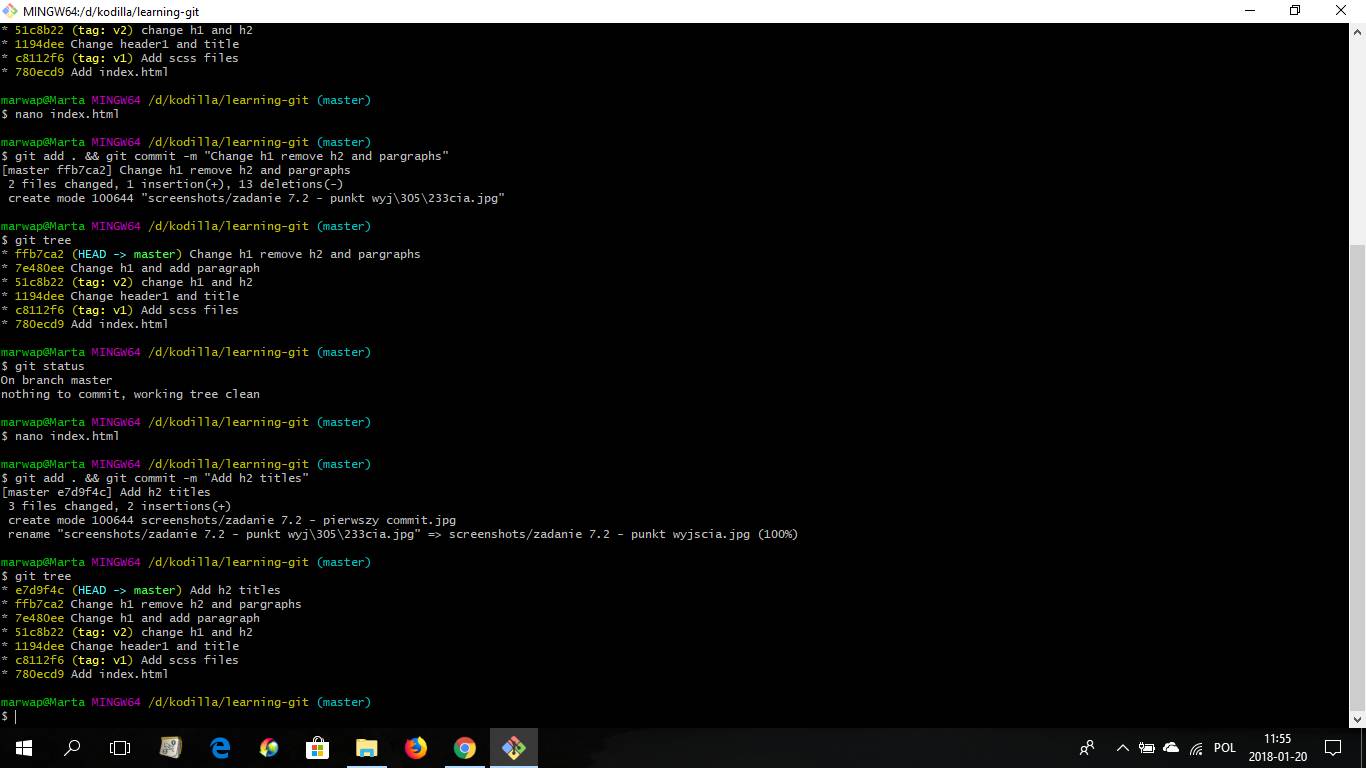 MINGW64:/d/kodilla/learning-git
* 51c8b22 (tag: v2) change h1 and h2
* 1194dee Change header1 and title
* c8112f6 (tag: v1) Add scss files
* 780ecd9 Add index.html
marwap@Marta MINGW64 /d/kodilla/learning-git (master)
$ nano index.html
marwap@Marta MINGW64 /d/kodilla/learning-git (master)
$ git add . && git commit -m "Change h1 remove h2 and pargraphs"
[master ffb7ca2] Change h1 remove h2 and pargraphs
2 files changed, 1 insertion(+), 13 deletions(-)
create mode 100644 "screenshots/zadanie 7.2 - punkt wyj\305\233cia.jpg"
marwap@Marta MINGW64 /d/kodilla/learning-git (master)
$ git tree
* ffb7ca2 (HEAD -> master) Change h1 remove h2 and pargraphs
* 7e480ee Change h1 and add paragraph
* 51c8b22 (tag: v2) change h1 and h2
* 1194dee Change header1 and title
* c8112f6 (tag: v1) Add scss files
* 780ecd9 Add index.html
marwap@Marta MINGW64 /d/kodilla/learning-git (master)
$ git status
On branch master
nothing to commit, working tree clean
marwap@Marta MINGW64 /d/kodilla/learning-git (master)
$ nano index.html
marwap@Marta MINGW64 /d/kodilla/learning-git (master)
$ git add . && git commit -m "Add h2 titles"
[master e7d9f4c] Add h2 titles
3 files changed, 2 insertions(+)
create mode 100644 screenshots/zadanie 7.2 - pierwszy commit.jpg
rename "screenshots/zadanie 7.2 - punkt wyj\305\233cia.jpg" => screenshots/zadanie 7.2 - punkt wyjscia.jpg (100%)
marwap@Marta MINGW64 /d/kodilla/learning-git (master)
$ git tree
* e7d9f4c (HEAD -> master) Add h2 titles
* ffb7ca2 Change h1 remove h2 and pargraphs
* 7e480ee Change h1 and add paragraph
* 51c8b22 (tag: v2) change h1 and h2
* 1194dee Change header1 and title
* c8112f6 (tag: v1) Add scss files
* 780ecd9 Add index.html
marwap@Marta MINGW64 /d/kodilla/learning-git (master)
$
POL
11:55
2018-01-20